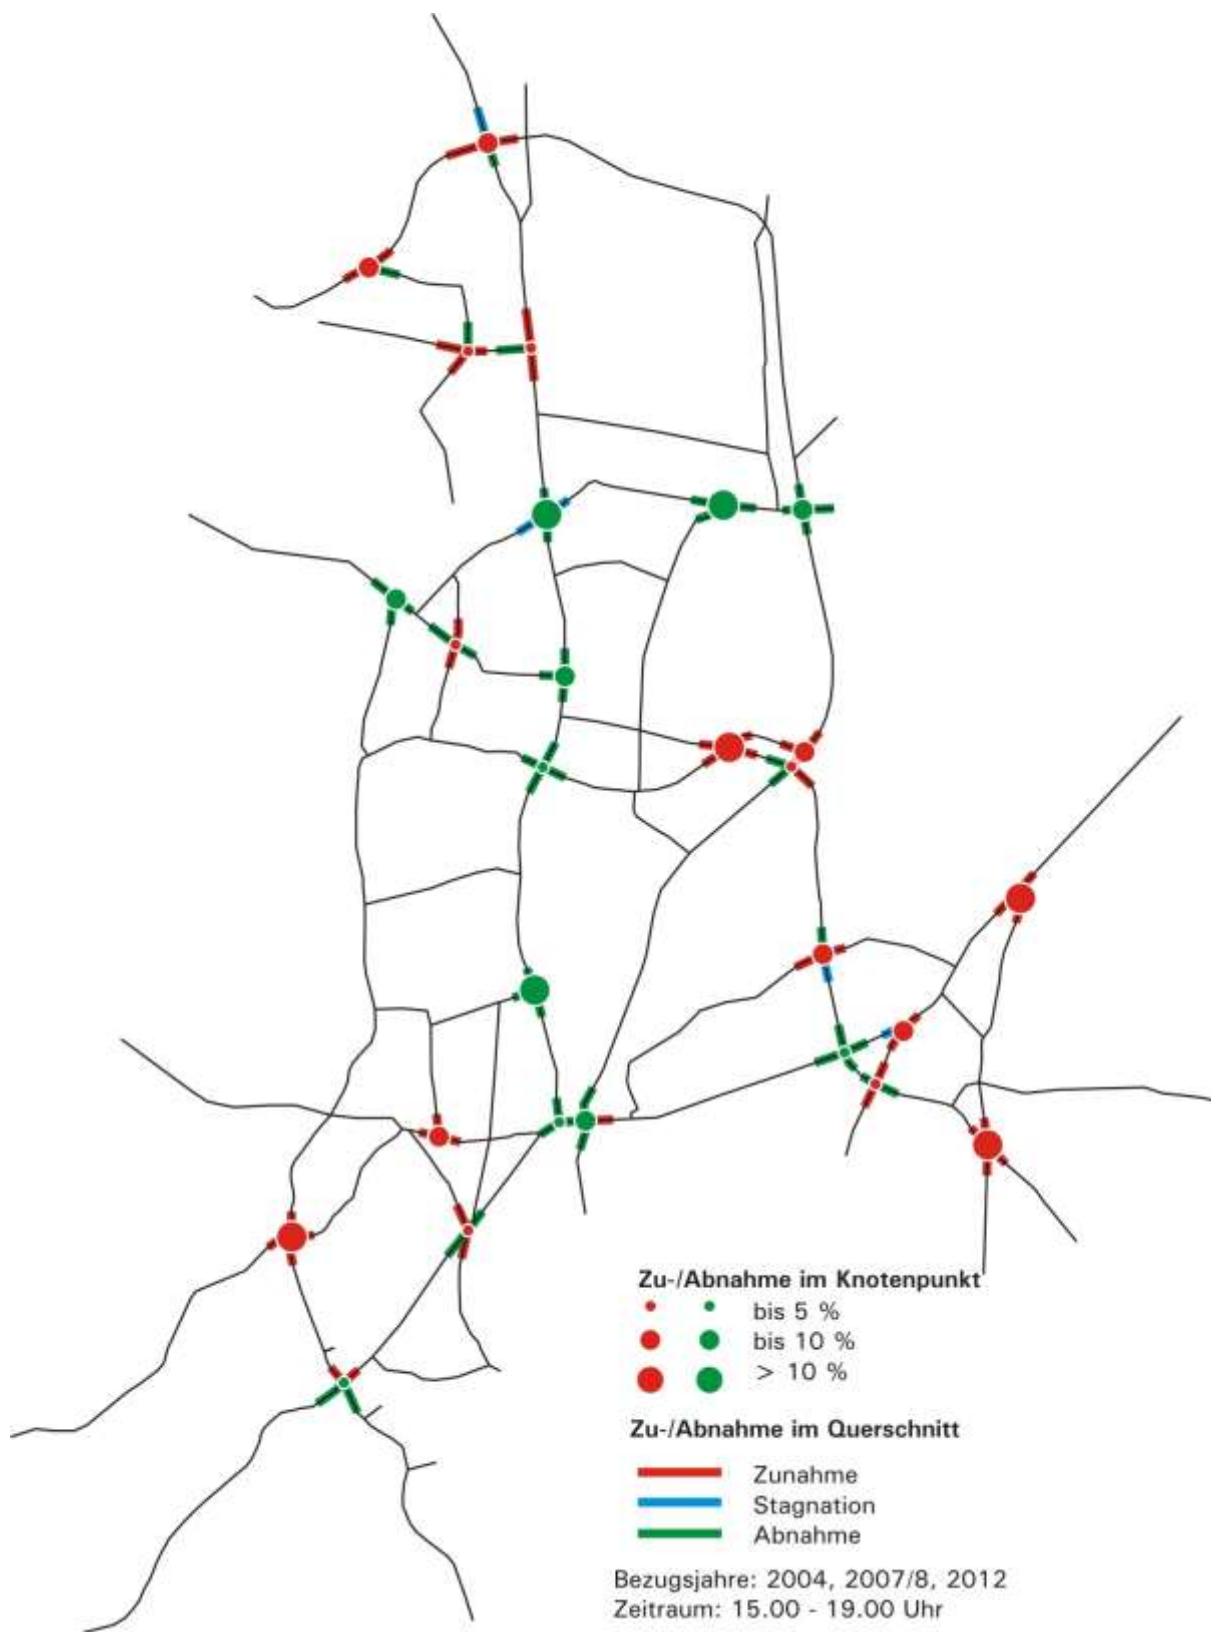 Zu-/Abnahme im Knotenpunkt
bis 5 %
bis 10 %
> 10 %
Zu-/Abnahme im Querschnitt
Zunahme
Stagnation
Abnahme
Bezugsjahre: 2004, 2007/8, 2012
Zeitraum: 15.00 - 19.00 Uhr